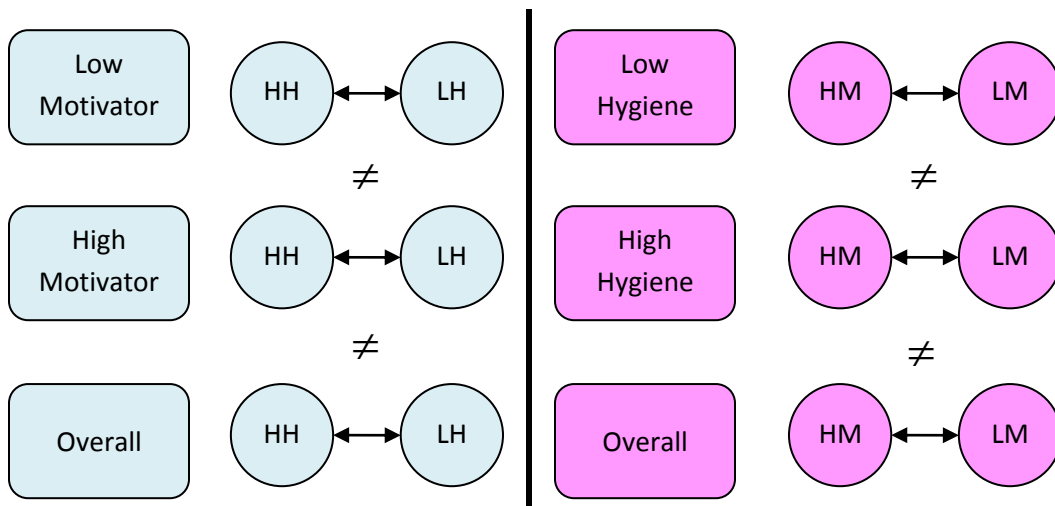 Low
Motivator
HH
LH
≠
High
Motivator
HH
LH
≠
Overall
HH
LH
Low
Hygiene
HM
LM
≠
High
Hygiene
HM
LM
≠
Overall
HM
LM